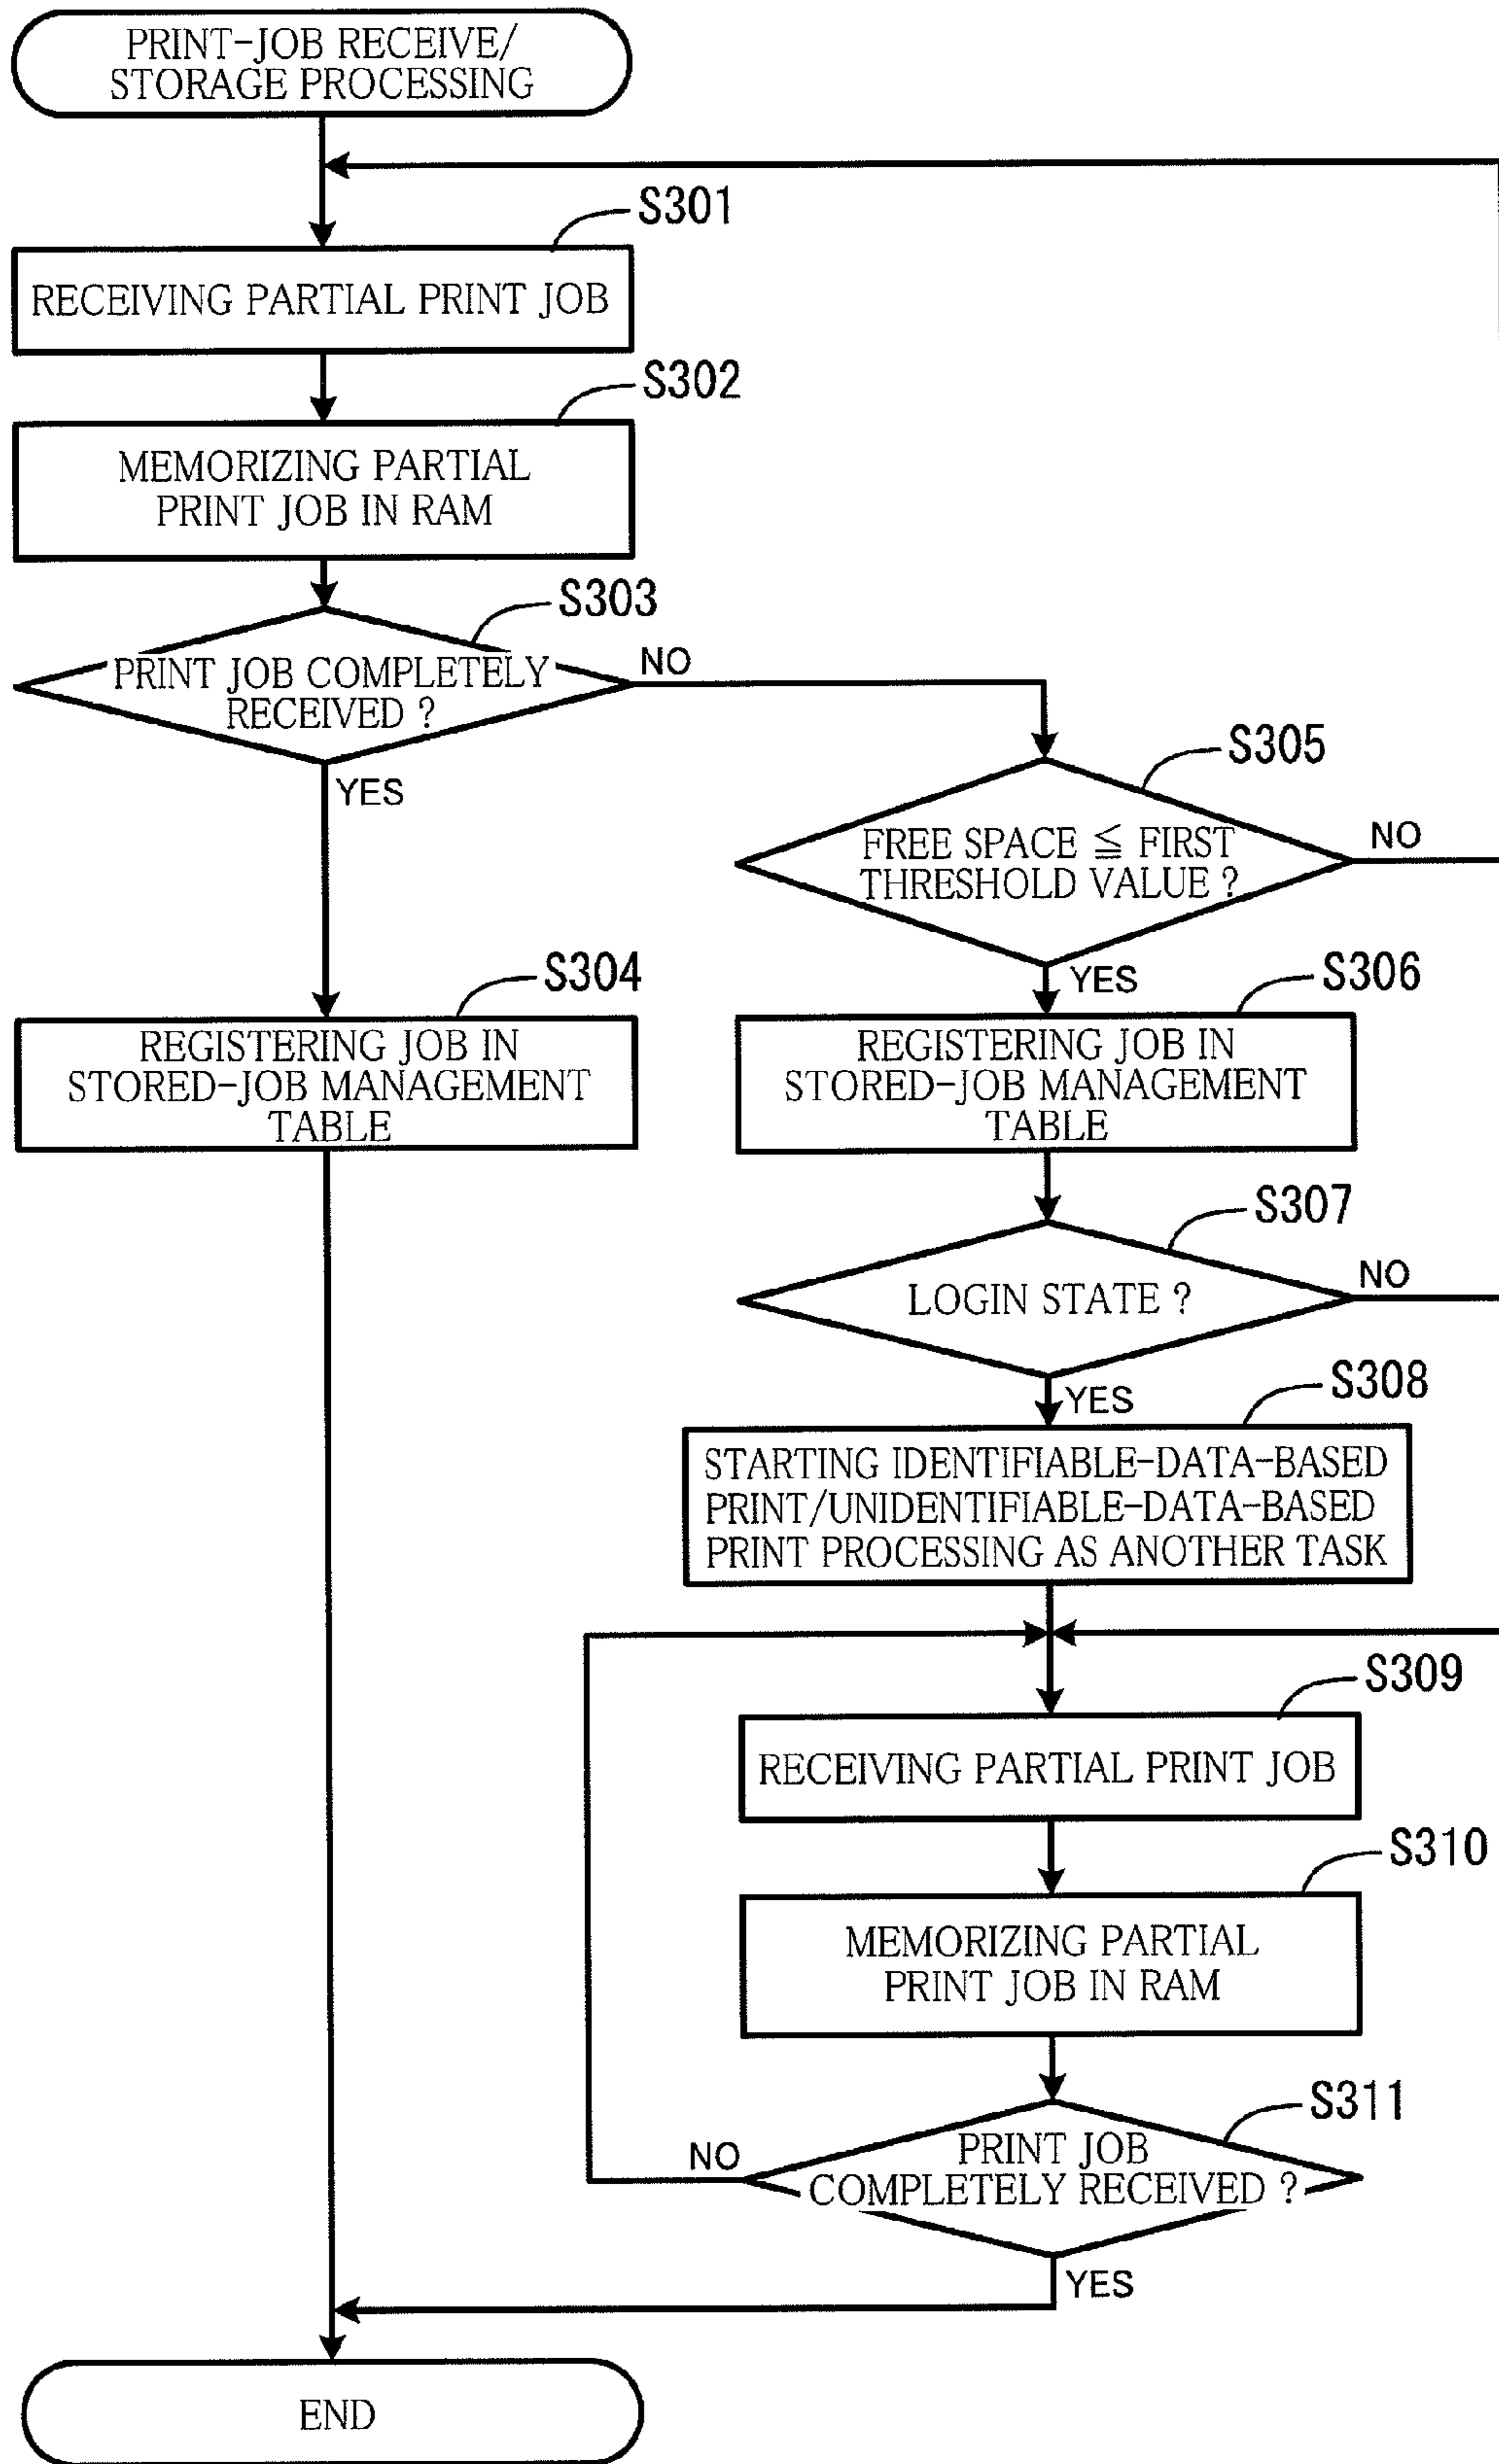 PRINT-JOB RECEIVE/
STORAGE PROCESSING
S301
RECEIVING PARTIAL PRINT JOB
S302
MEMORIZING PARTIAL
PRINT JOB IN RAM
S303
PRINT JOB COMPLETELY
RECEIVED ?
NO
YES
S305
FREE SPACE ≦ FIRST
THRESHOLD VALUE ?
NO
YES
S304
REGISTERING JOB IN
STORED-JOB MANAGEMENT
TABLE
S306
REGISTERING JOB IN
STORED-JOB MANAGEMENT
TABLE
S307
LOGIN STATE ?
NO
YES
S308
STARTING IDENTIFIABLE-DATA-BASED
PRINT/UNIDENTIFIABLE-DATA-BASED
PRINT PROCESSING AS ANOTHER TASK
S309
RECEIVING PARTIAL PRINT JOB
S310
MEMORIZING PARTIAL
PRINT JOB IN RAM
S311
PRINT JOB
COMPLETELY RECEIVED ?
NO
YES
END